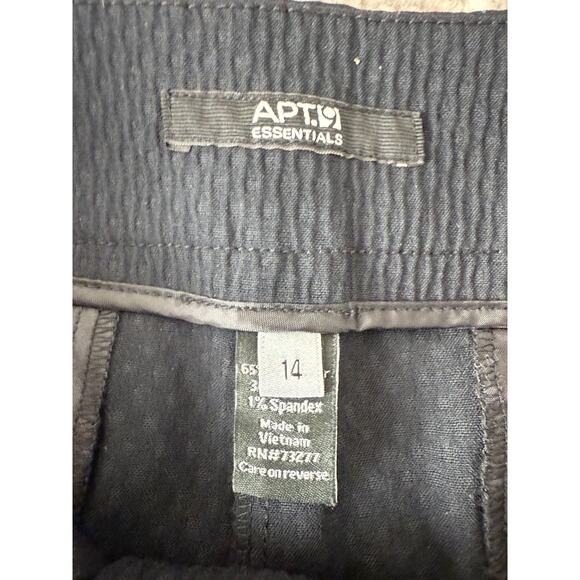 APT.9
ESSENTIALS
14
1% Spandex
Made in
Vietnam
RN#73277
Care on reverse